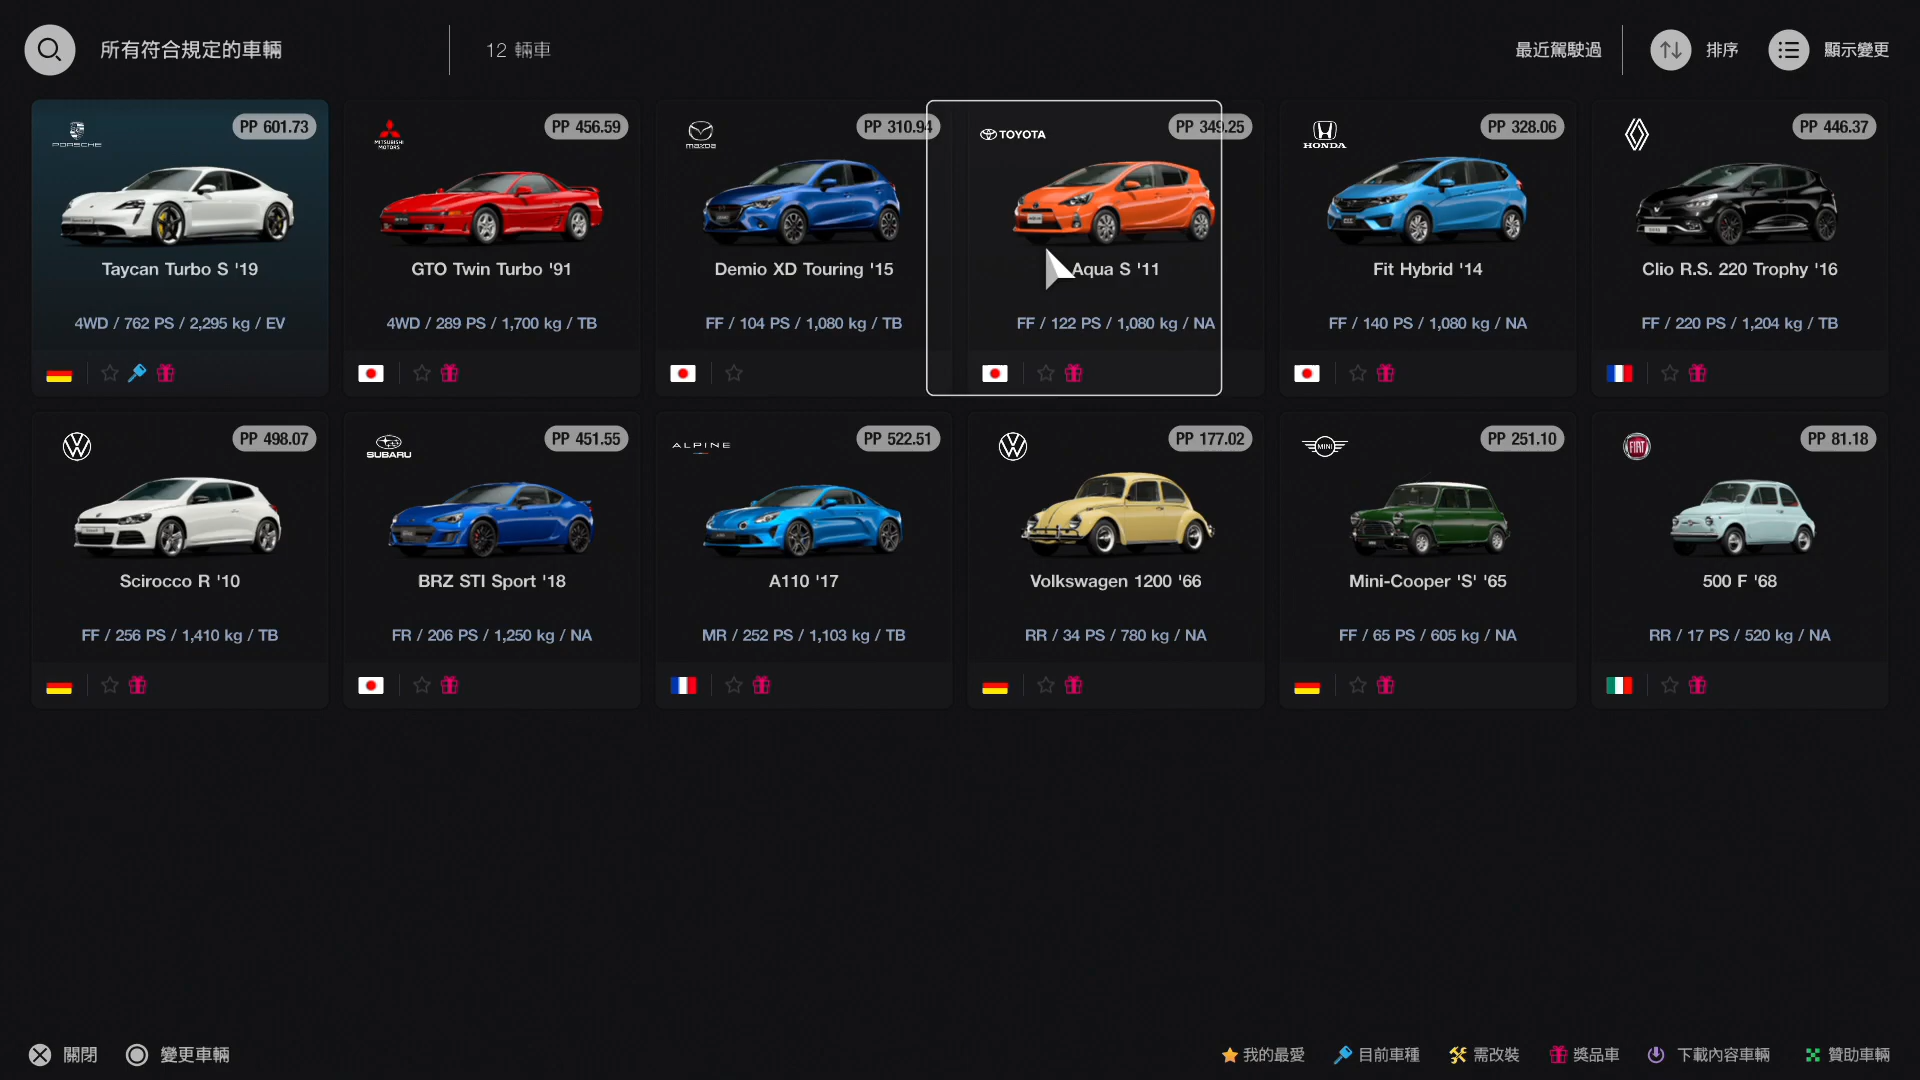 所有符合規定的車輛
12 輛車
最近駕駛過
排序
顯示變更
PORSCHE
PP 601.73
Taycan Turbo S '19
4WD / 762 PS / 2,295 kg / EV
MITSUBISHI
MOTORS
PP 456.59
GTO Twin Turbo '91
4WD / 289 PS / 1,700 kg / TB
mazda
PP 310.94
Demio XD Touring '15
FF / 104 PS / 1,080 kg / TB
TOYOTA
PP 349.25
Aqua S '11
FF / 122 PS / 1,080 kg / NA
HONDA
PP 328.06
Fit Hybrid '14
FF / 140 PS / 1,080 kg / NA
PP 446.37
Clio R.S. 220 Trophy '16
FF / 220 PS / 1,204 kg / TB
PP 498.07
Scirocco R '10
FF / 256 PS / 1,410 kg / TB
SUBARU
PP 451.55
BRZ STI Sport '18
FR / 206 PS / 1,250 kg / NA
ALPINE
PP 522.51
A110 '17
MR / 252 PS / 1,103 kg / TB
PP 177.02
Volkswagen 1200 '66
RR / 34 PS / 780 kg / NA
MINI
PP 251.10
Mini-Cooper 'S' '65
FF / 65 PS / 605 kg / NA
FIAT
PP 81.18
500 F '68
RR / 17 PS / 520 kg / NA
關閉
變更車輛
我的最愛
目前車種
需改裝
獎品車
下載內容車輛
贊助車輛